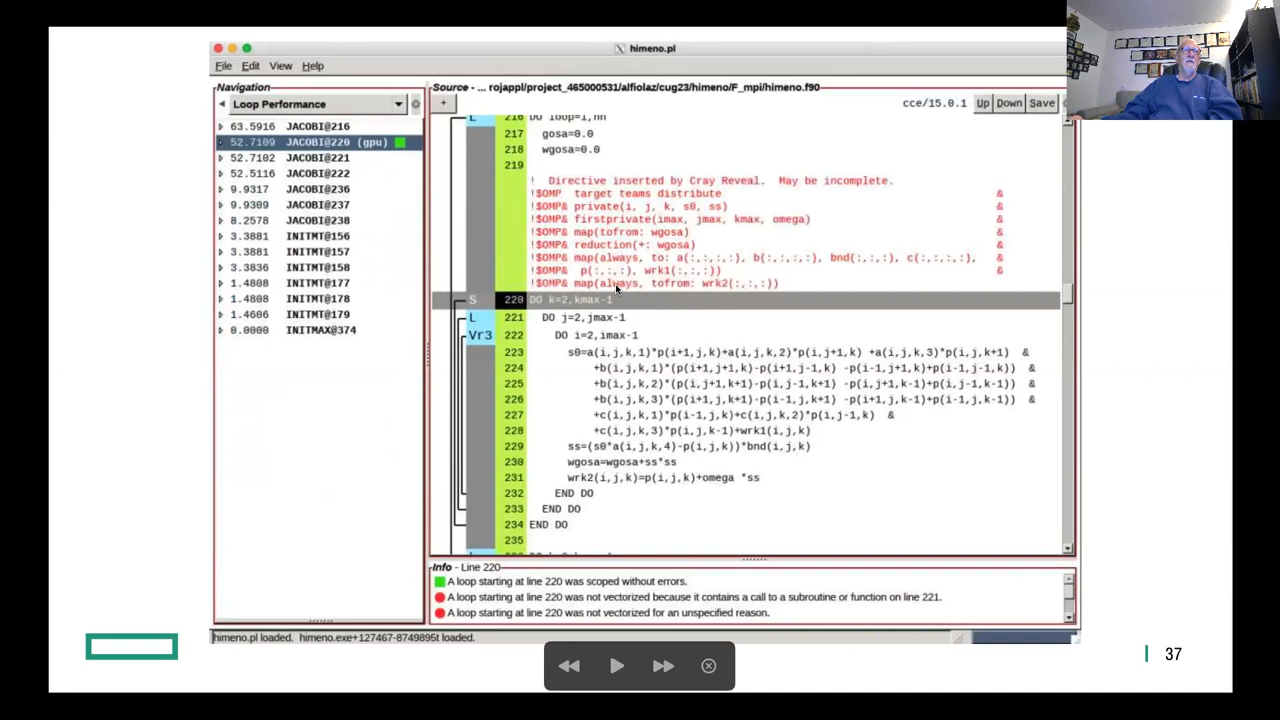 himeno.pl
File Edit View Help
Navigation
Loop Performance
63.5916 JACOBI@216
52.7109 JACOBI@220 (gpu)
52.7102 JACOBI@221
52.5116 JACOBI@222
9.9317 JACOBI@236
9.9309 JACOBI@237
8.2578 JACOBI@238
3.3881 INITMT@156
3.3881 INITMT@157
3.3836 INITMT@158
1.4808 INITMT@177
1.4808 INITMT@178
1.4606 INITMT@179
0.0000 INITMAX@374
Source - ... rojappl/project_465000531/alfiolaz/cug23/himeno/F_mpi/himeno.f90
+ cce/15.0.1 Up Down Save
L 216 DO loop=1,nn
217 gosa=0.0
218 wgosa=0.0
219
! Directive inserted by Cray Reveal. May be incomplete.
!$OMP target teams distribute &
!$OMP& private(i, j, k, s0, ss) &
!$OMP& firstprivate(imax, jmax, kmax, omega) &
!$OMP& map(tofrom: wgosa) &
!$OMP& reduction(+: wgosa) &
!$OMP& map(always, to: a(:,:,:,:), b(:,:,:,:), bnd(:,:,:), c(:,:,:,:), &
!$OMP& p(:,:,:), wrk1(:,:,:)) &
!$OMP& map(always, tofrom: wrk2(:,:,:))
S 220 DO k=2,kmax-1
L 221 DO j=2,jmax-1
Vr3 222 DO i=2,imax-1
223 s0=a(i,j,k,1)*p(i+1,j,k)+a(i,j,k,2)*p(i,j+1,k) +a(i,j,k,3)*p(i,j,k+1) &
224 +b(i,j,k,1)*(p(i+1,j+1,k)-p(i+1,j-1,k) -p(i-1,j+1,k)+p(i-1,j-1,k)) &
225 +b(i,j,k,2)*(p(i,j+1,k+1)-p(i,j-1,k+1) -p(i,j+1,k-1)+p(i,j-1,k-1)) &
226 +b(i,j,k,3)*(p(i+1,j,k+1)-p(i-1,j,k+1) -p(i+1,j,k-1)+p(i-1,j,k-1)) &
227 +c(i,j,k,1)*p(i-1,j,k)+c(i,j,k,2)*p(i,j-1,k) &
228 +c(i,j,k,3)*p(i,j,k-1)+wrk1(i,j,k)
229 ss=(s0*a(i,j,k,4)-p(i,j,k))*bnd(i,j,k)
230 wgosa=wgosa+ss*ss
231 wrk2(i,j,k)=p(i,j,k)+omega *ss
232 END DO
233 END DO
234 END DO
235
Info - Line 220
A loop starting at line 220 was scoped without errors.
A loop starting at line 220 was not vectorized because it contains a call to a subroutine or function on line 221.
A loop starting at line 220 was not vectorized for an unspecified reason.
himeno.pl loaded. himeno.exe+127467-8749895t loaded.
37